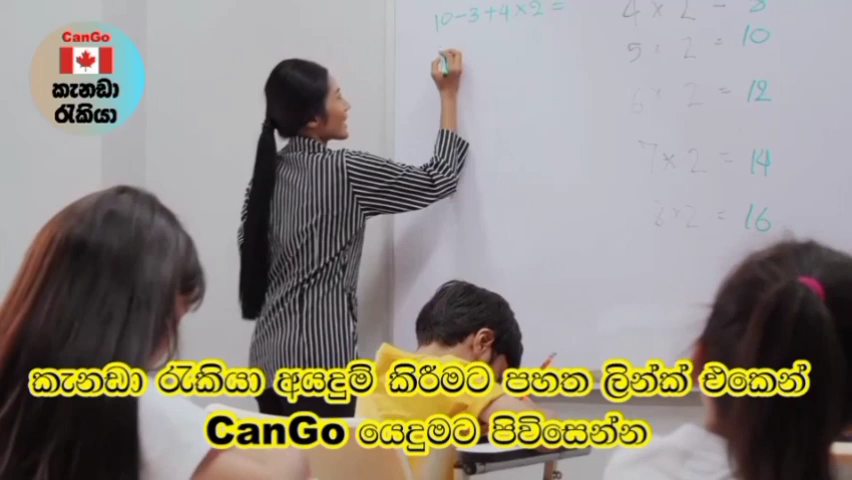 CanGo
කැනඩා
රැකියා
10-3+4×2=
4×2=8
5×2=10
6×2=12
7×2=14
8×2=16
කැනඩා රැකියා අයදුම් කිරීමට පහත ලින්ක් එකෙන්
CanGo යෙදුමට පිවිසෙන්න